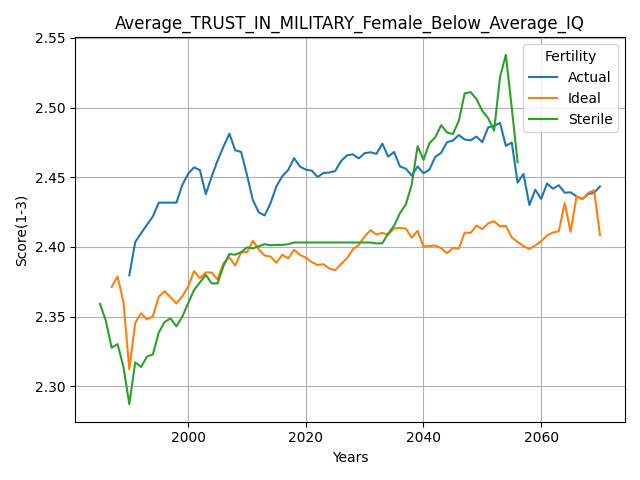 Average_TRUST_IN_MILITARY_Female_Below_Average_IQ
2.55
2.50
2.45
2.40
2.35
2.30
Score(1-3)
Fertility
Actual
Ideal
Sterile
2000
2020
2040
2060
Years